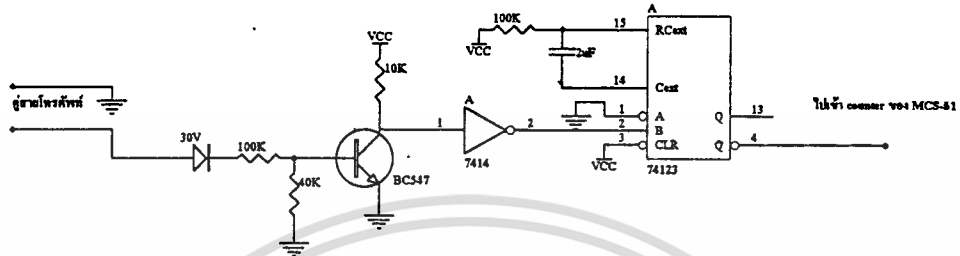 คู่สายโทรศัพท์
30V
100K
40K
VCC
10K
BC547
A
1
2
7414
VCC
100K
2uF
A
15
RCext
14
Cext
1
A
2
B
3
CLR
VCC
74123
13
Q
4
Q
ไปเข้า counter ของ MCS-51